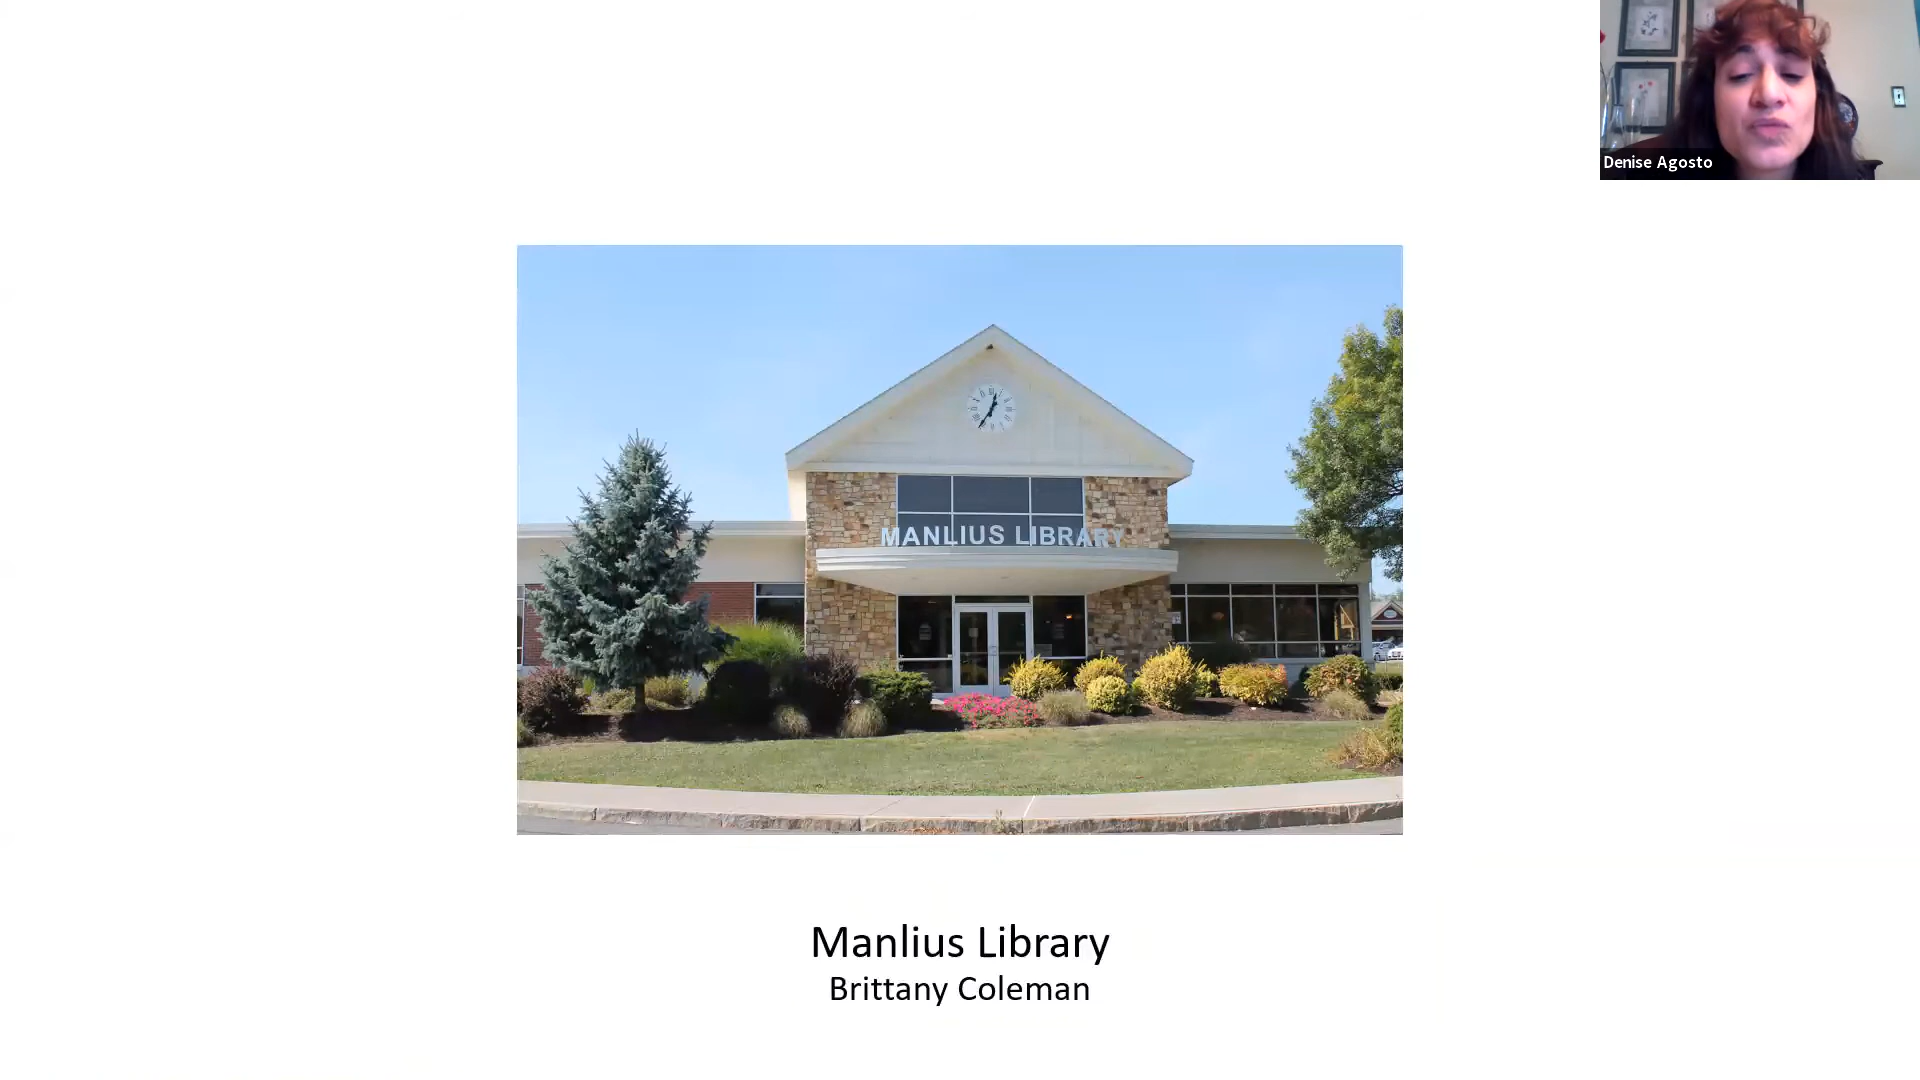 Denise Agosto
MANLIUS LIBRARY
Manlius Library
Brittany Coleman